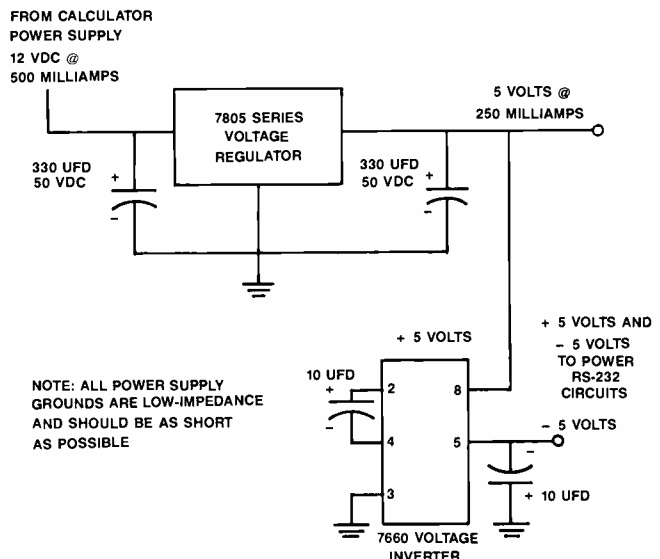 FROM CALCULATOR
POWER SUPPLY
12 VDC @
500 MILLIAMPS
7805 SERIES
VOLTAGE
REGULATOR
5 VOLTS @
250 MILLIAMPS
330 UFD
50 VDC
+
-
330 UFD
50 VDC
+
-
+ 5 VOLTS
+ 5 VOLTS AND
- 5 VOLTS
TO POWER
RS-232
CIRCUITS
NOTE: ALL POWER SUPPLY
GROUNDS ARE LOW-IMPEDANCE
AND SHOULD BE AS SHORT
AS POSSIBLE
10 UFD
+
-
2
8
4
5
3
- 5 VOLTS
-
+ 10 UFD
7660 VOLTAGE
INVERTER